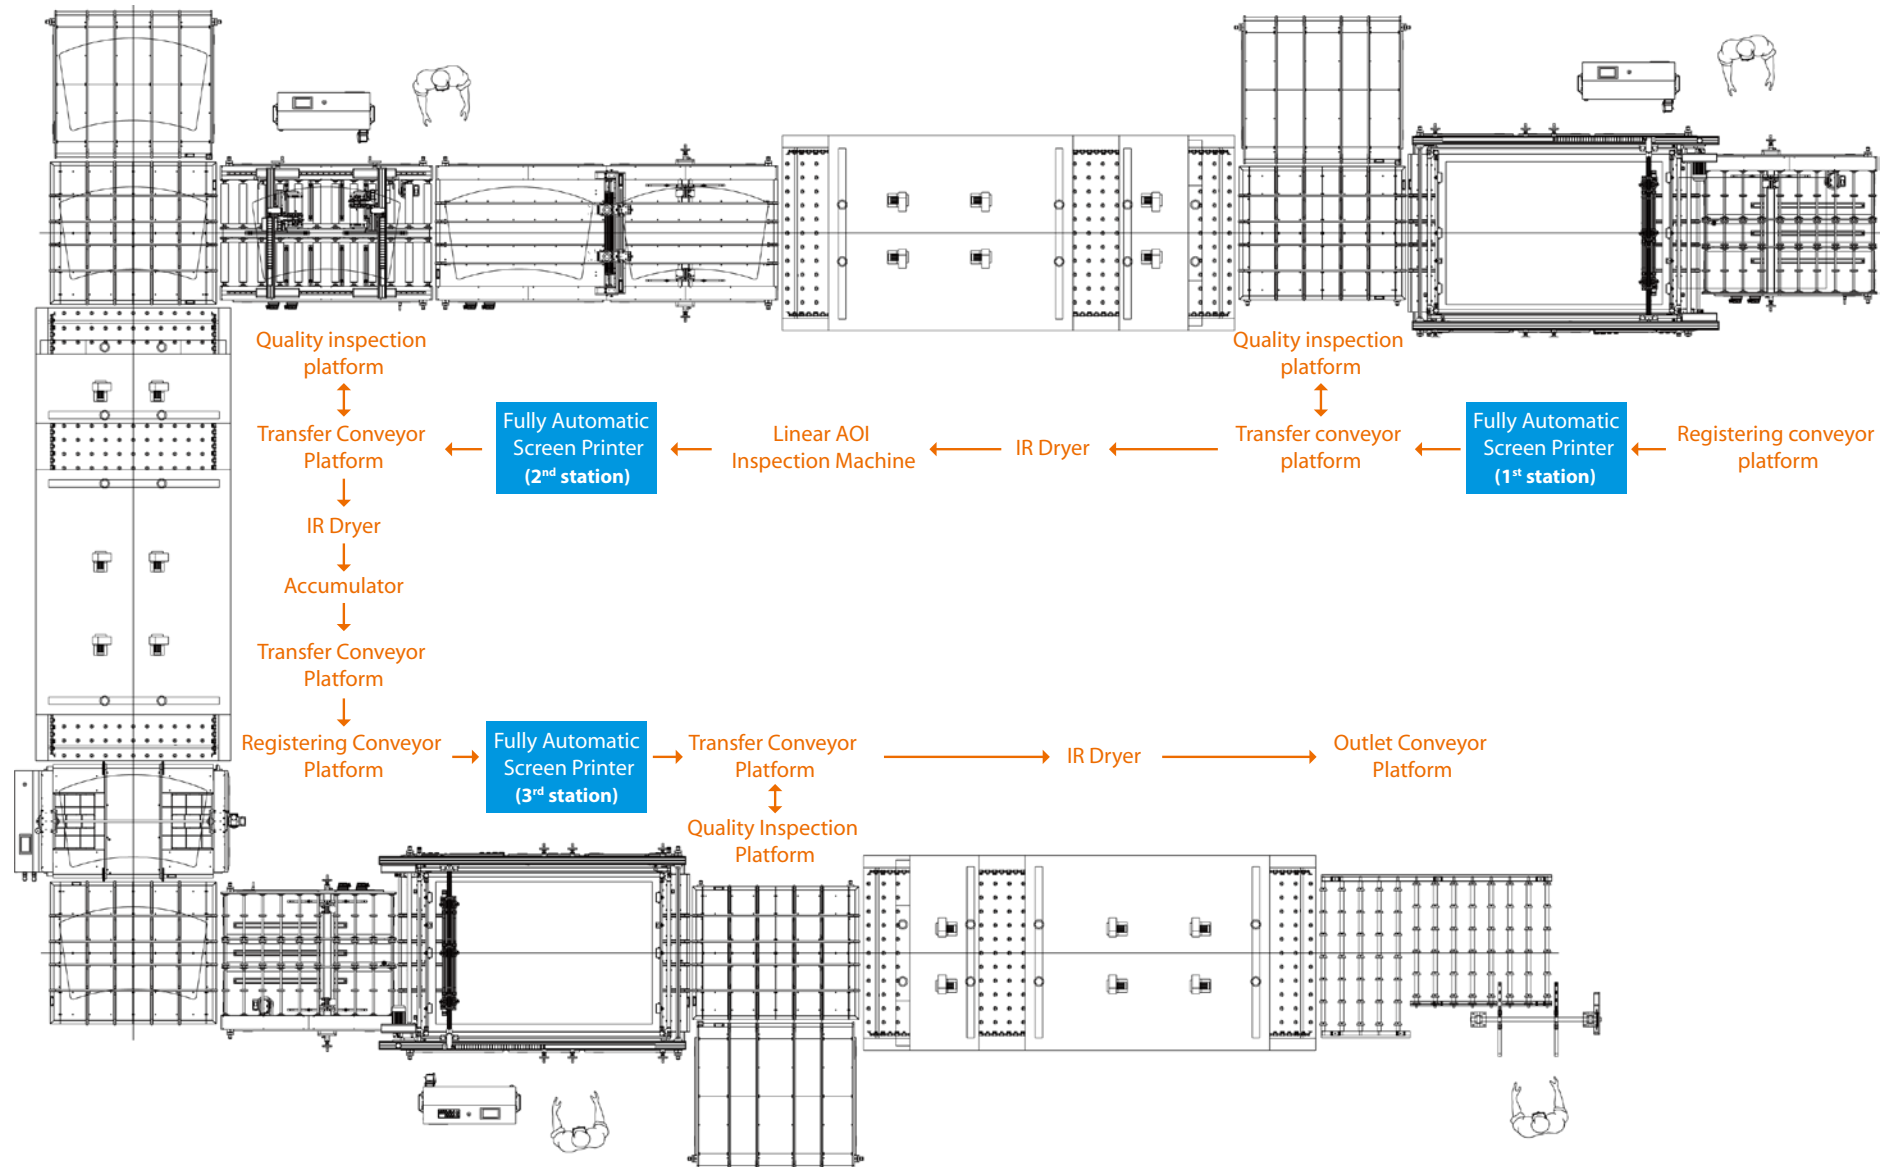 Quality inspection
platform
Transfer Conveyor
Platform
Fully Automatic
Screen Printer
(2nd station)
Linear AOI
Inspection Machine
IR Dryer
Quality inspection
platform
Transfer conveyor
platform
Fully Automatic
Screen Printer
(1st station)
Registering conveyor
platform
IR Dryer
Accumulator
Transfer Conveyor
Platform
Registering Conveyor
Platform
Fully Automatic
Screen Printer
(3rd station)
Transfer Conveyor
Platform
Quality Inspection
Platform
IR Dryer
Outlet Conveyor
Platform